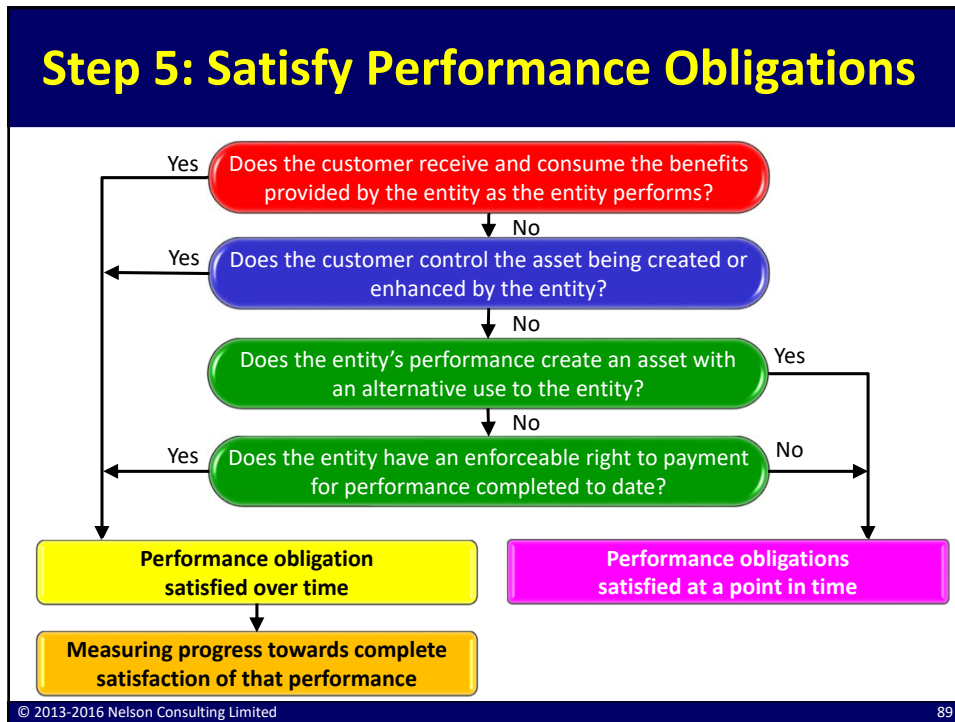 Step 5: Satisfy Performance Obligations
Yes
Does the customer receive and consume the benefits
provided by the entity as the entity performs?
No
Yes
Does the customer control the asset being created or
enhanced by the entity?
No
Does the entity's performance create an asset with
an alternative use to the entity?
Yes
No
Yes
Does the entity have an enforceable right to payment
for performance completed to date?
No
Performance obligation
satisfied over time
Performance obligations
satisfied at a point in time
Measuring progress towards complete
satisfaction of that performance
© 2013-2016 Nelson Consulting Limited
89